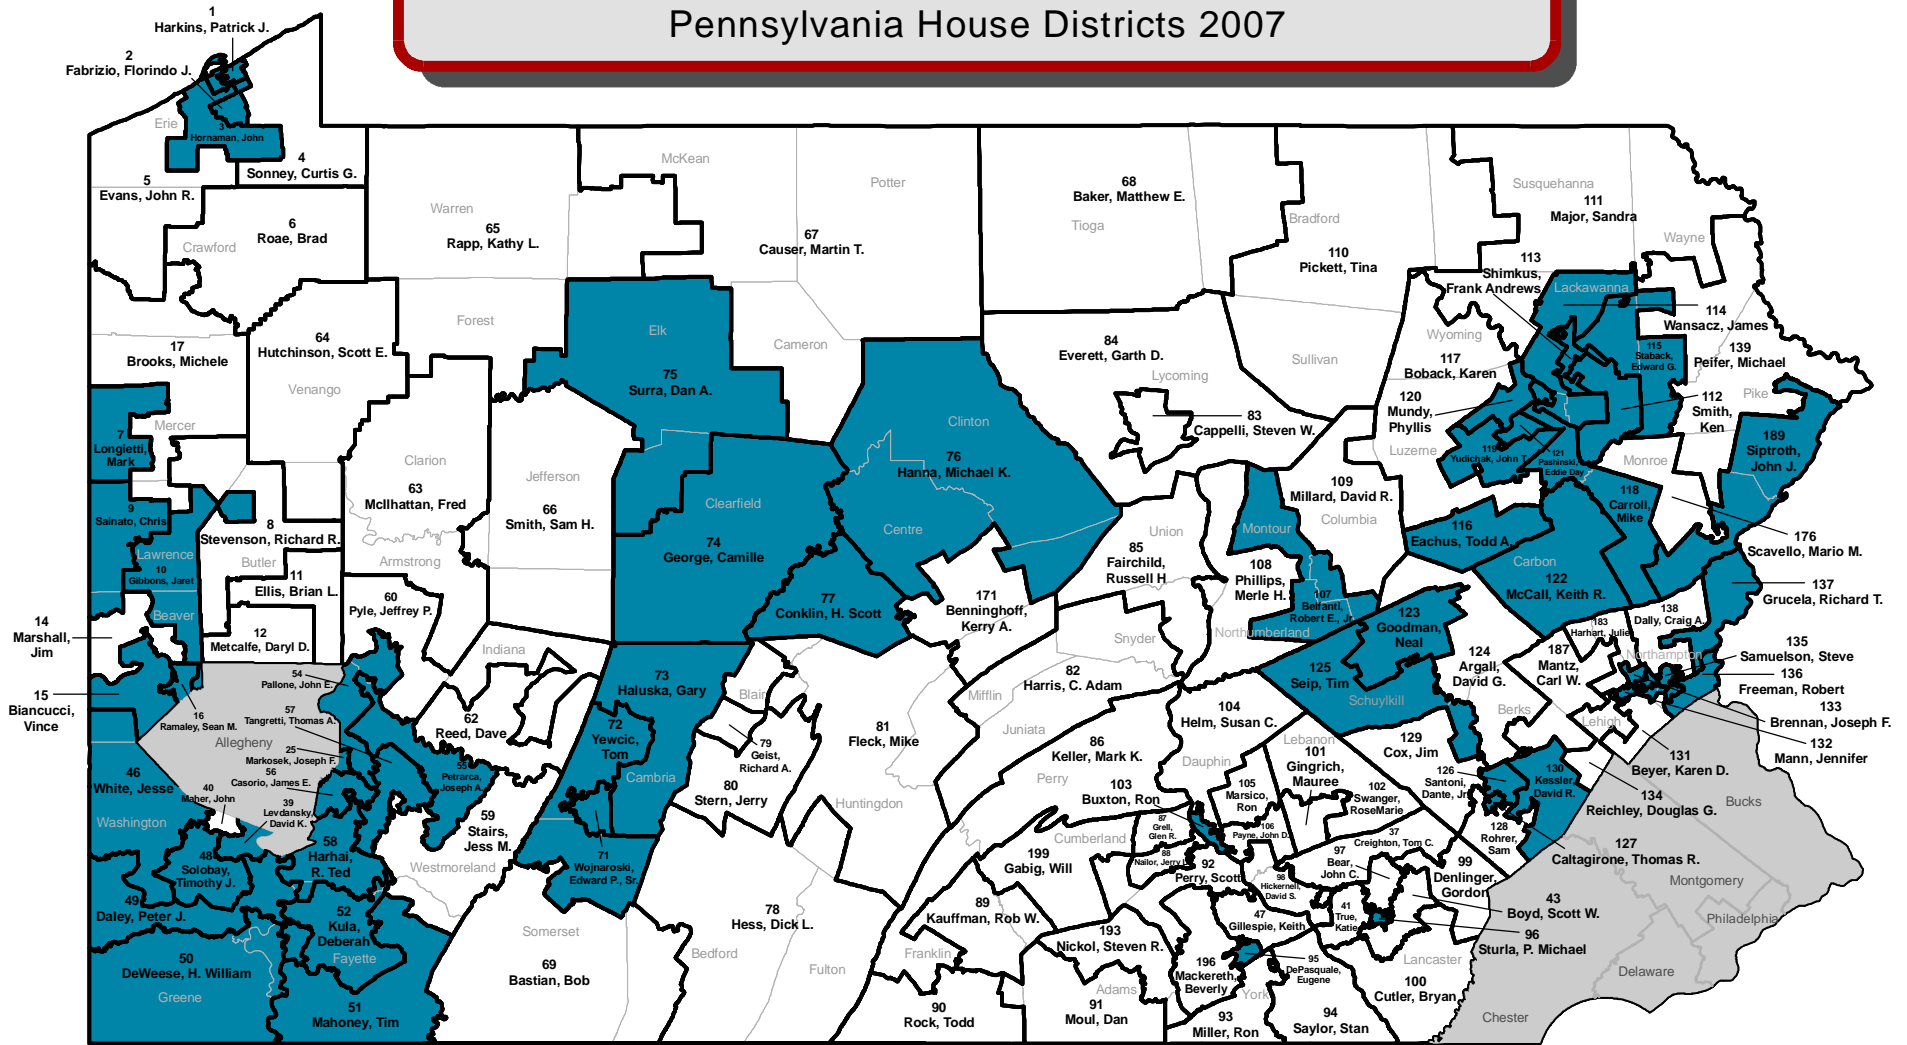 Pennsylvania House Districts 2007
1
Harkins, Patrick J.
2
Fabrizio, Florindo J.
Erie
3
Hornaman, John
4
Sonney, Curtis G.
5
Evans, John R.
6
Roae, Brad
Crawford
Warren
65
Rapp, Kathy L.
McKean
Potter
67
Causer, Martin T.
68
Baker, Matthew E.
Tioga
Bradford
110
Pickett, Tina
Susquehanna
111
Major, Sandra
Wayne
113
Shimkus,
Frank Andrews
Lackawanna
114
Wansacz, James
115
Staback,
Edward G.
139
Peifer, Michael
Pike
112
Smith,
Ken
189
Siptroth,
John J.
Wyoming
117
Boback, Karen
120
Mundy,
Phyllis
Luzerne
119
Yudichak, John T.
121
Pashinski,
Eddie Day
Monroe
118
Carroll,
Mike
176
Scavello, Mario M.
17
Brooks, Michele
64
Hutchinson, Scott E.
Venango
Forest
Elk
75
Surra, Dan A.
Cameron
84
Everett, Garth D.
Lycoming
Sullivan
83
Cappelli, Steven W.
7
Longietti,
Mark
Mercer
Clarion
63
McIlhattan, Fred
Jefferson
66
Smith, Sam H.
Clearfield
74
George, Camille
Clinton
76
Hanna, Michael K.
Centre
77
Conklin, H. Scott
171
Benninghoff,
Kerry A.
Union
85
Fairchild,
Russell H
Montour
108
Phillips,
Merle H.
107
Belfanti,
Robert E., Jr.
Northumberland
109
Millard, David R.
Columbia
116
Eachus, Todd A.
Carbon
122
McCall, Keith R.
137
Grucela, Richard T.
138
Dally, Craig A.
183
Harhart, Julie
Northampton
135
Samuelson, Steve
136
Freeman, Robert
133
Brennan, Joseph F.
132
Mann, Jennifer
131
Beyer, Karen D.
134
Reichley, Douglas G.
Lehigh
187
Mantz,
Carl W.
124
Argall,
David G.
Berks
123
Goodman,
Neal
125
Seip, Tim
Schuylkill
9
Sainato, Chris
Lawrence
10
Gibbons, Jaret
Beaver
8
Stevenson, Richard R.
Butler
11
Ellis, Brian L.
12
Metcalfe, Daryl D.
14
Marshall,
Jim
15
Biancucci,
Vince
16
Ramaley, Sean M.
Armstrong
60
Pyle, Jeffrey P.
Indiana
62
Reed, Dave
54
Pallone, John E.
57
Tangretti, Thomas A.
Allegheny
25
Markosek, Joseph F.
56
Casorio, James E.
39
Levdansky,
David K.
40
Maher, John
46
White, Jesse
Washington
48
Solobay,
Timothy J.
49
Daley, Peter J.
50
DeWeese, H. William
Greene
51
Mahoney, Tim
52
Kula,
Deberah
Fayette
58
Harhai,
R. Ted
55
Petrarca,
Joseph A.
59
Stairs,
Jess M.
Westmoreland
Somerset
69
Bastian, Bob
73
Haluska, Gary
72
Yewcic,
Tom
Cambria
71
Wojnaroski,
Edward P., Sr.
Blair
79
Geist,
Richard A.
80
Stern, Jerry
81
Fleck, Mike
Huntingdon
78
Hess, Dick L.
Bedford
Fulton
Mifflin
Juniata
Snyder
82
Harris, C. Adam
86
Keller, Mark K.
Perry
104
Helm, Susan C.
Dauphin
103
Buxton, Ron
105
Marsico,
Ron
106
Payne, John D.
Lebanon
101
Gingrich,
Mauree
102
Swanger,
RoseMarie
129
Cox, Jim
126
Santoni,
Dante, Jr.
130
Kessler,
David R.
128
Rohrer,
Sam
127
Caltagirone, Thomas R.
Cumberland
87
Grell,
Glen R.
88
Nailor, Jerry L.
92
Perry, Scott
199
Gabig, Will
89
Kauffman, Rob W.
Franklin
90
Rock, Todd
193
Nickol, Steven R.
Adams
91
Moul, Dan
196
Mackereth,
Beverly
York
93
Miller, Ron
94
Saylor, Stan
95
DePasquale,
Eugene
47
Gillespie, Keith
98
Hickernell,
David S.
97
Bear,
John C.
37
Creighton, Tom C.
41
True,
Katie
99
Denlinger,
Gordon
43
Boyd, Scott W.
96
Sturla, P. Michael
Lancaster
100
Cutler, Bryan
Chester
Delaware
Philadelphia
Montgomery
Bucks